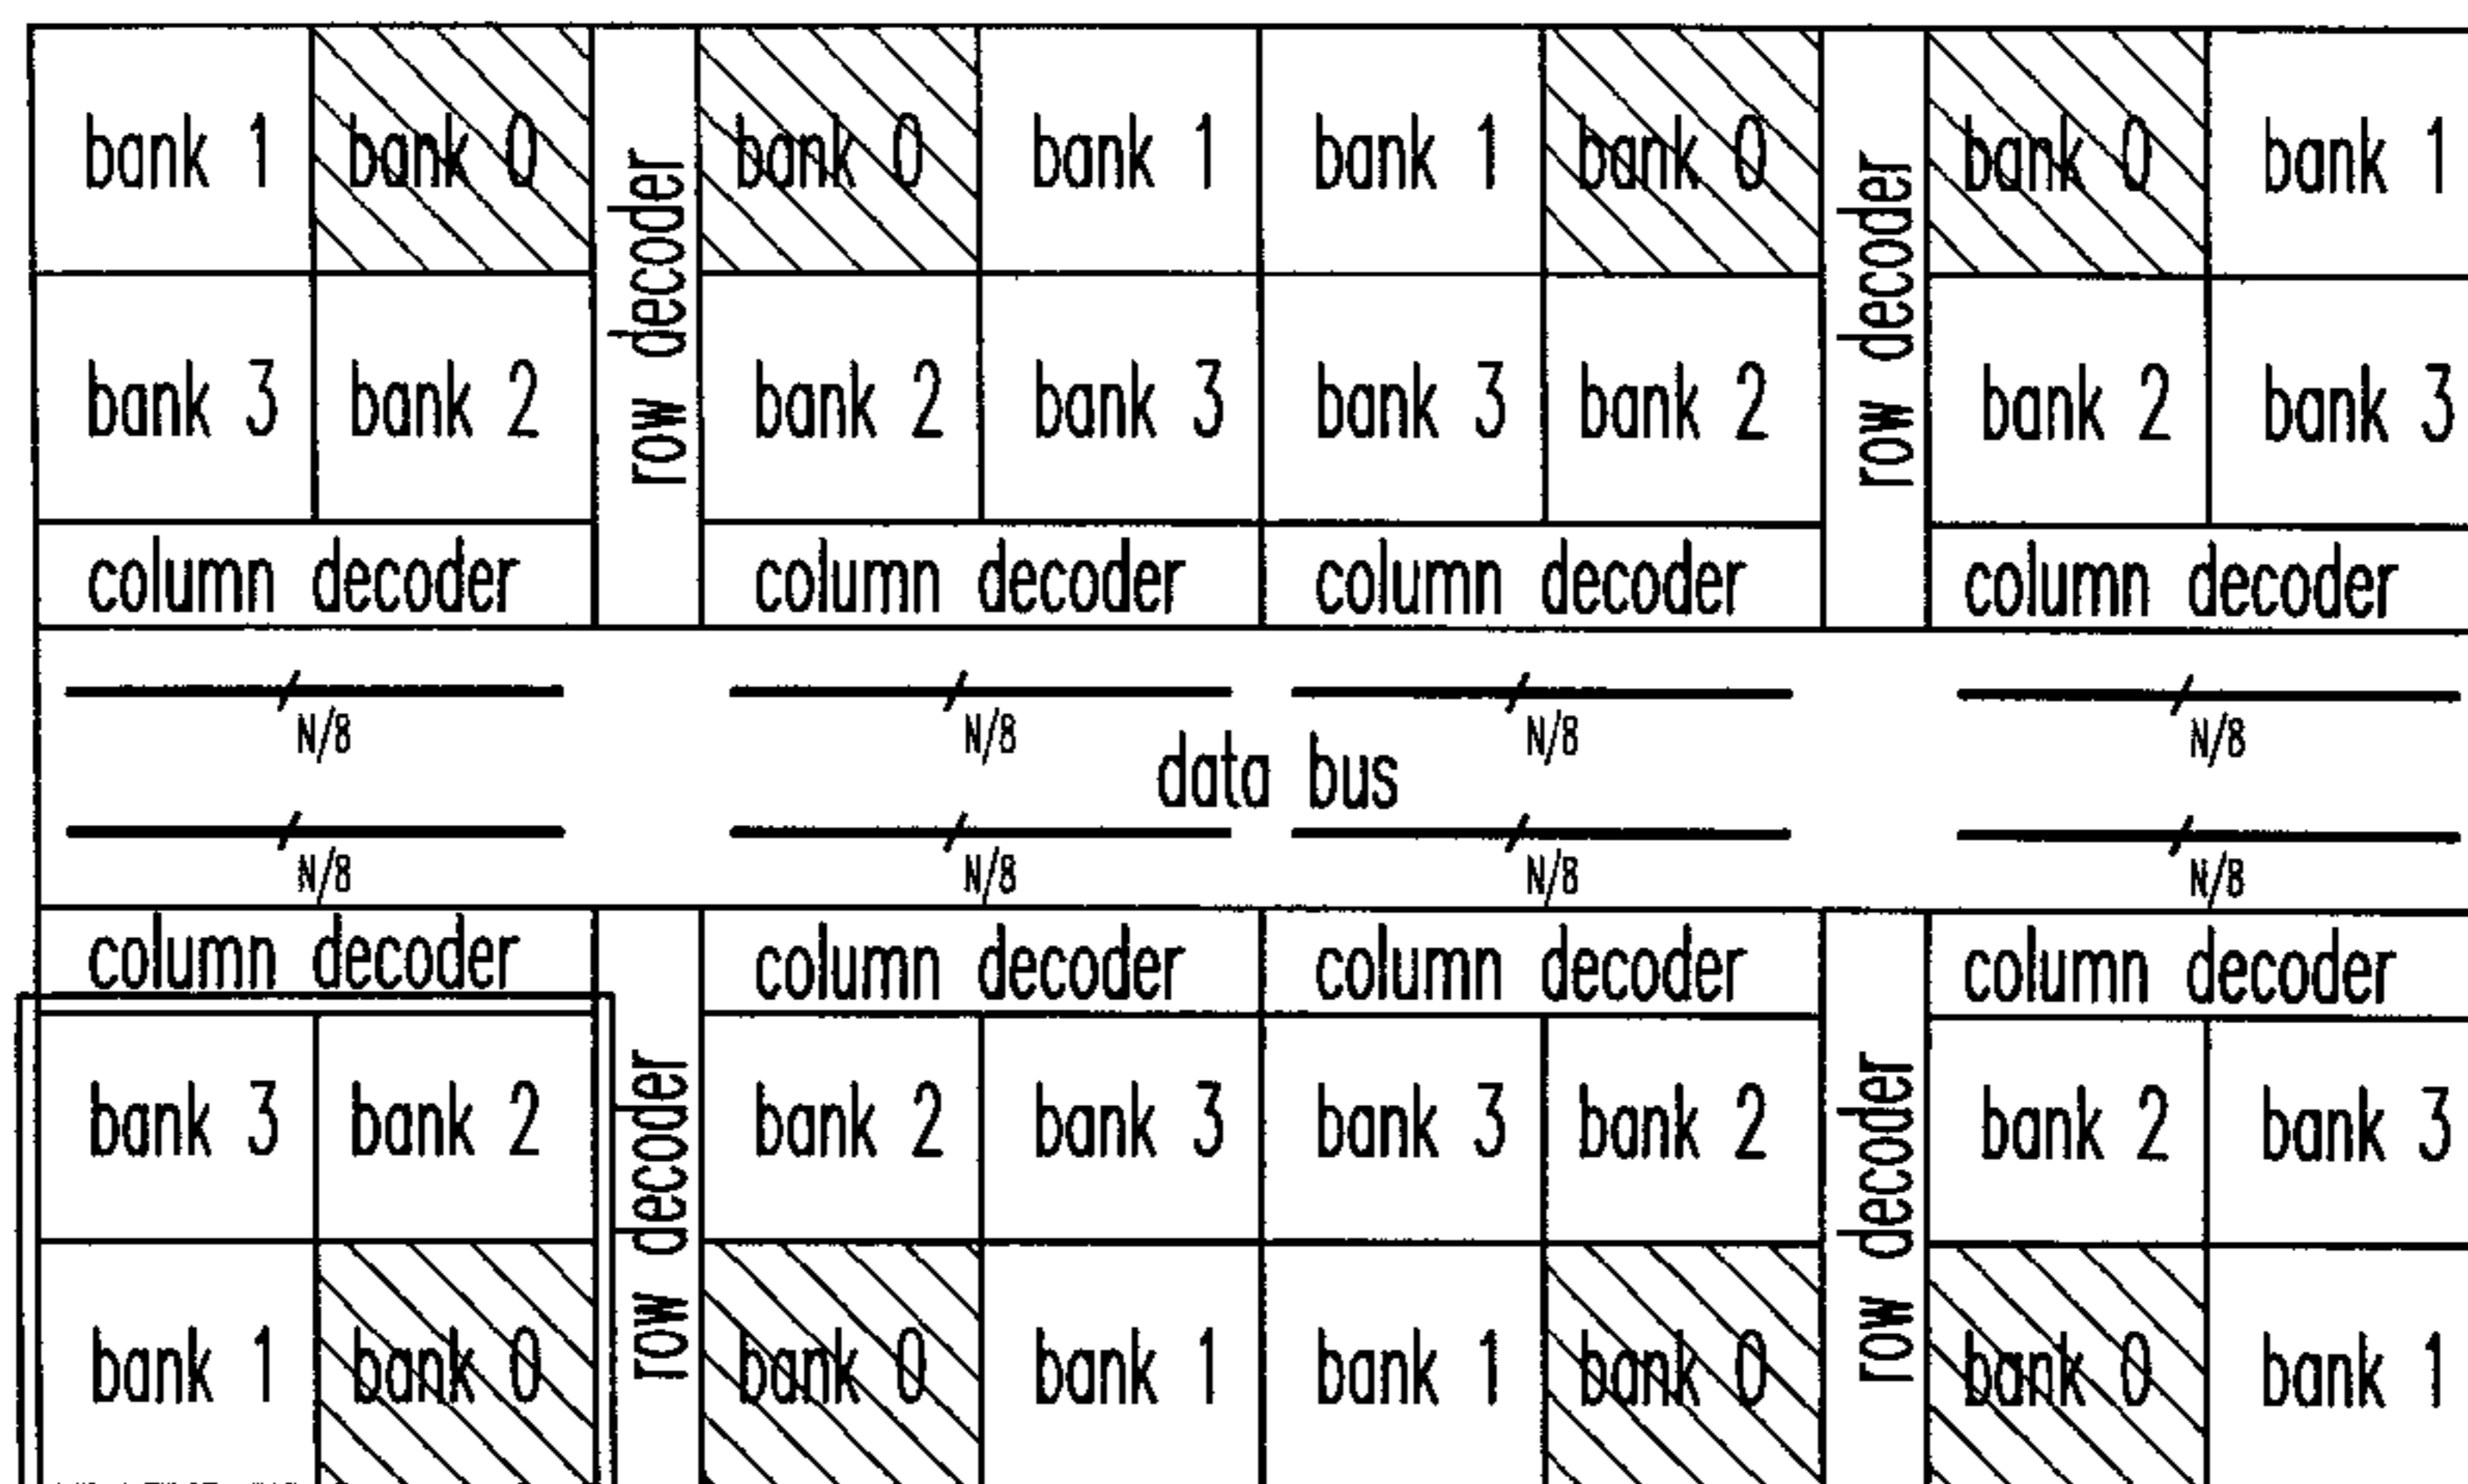 bank 1 bank 0 bank 0 bank 1 bank 1 bank 0 bank 0 bank 1
row decoder row decoder
bank 3 bank 2 bank 2 bank 3 bank 3 bank 2 bank 2 bank 3
column decoder column decoder column decoder column decoder
N/8 N/8 N/8 N/8
data bus
N/8 N/8 N/8 N/8
column decoder column decoder column decoder column decoder
bank 3 bank 2 bank 2 bank 3 bank 3 bank 2 bank 2 bank 3
row decoder row decoder
bank 1 bank 0 bank 0 bank 1 bank 1 bank 0 bank 0 bank 1